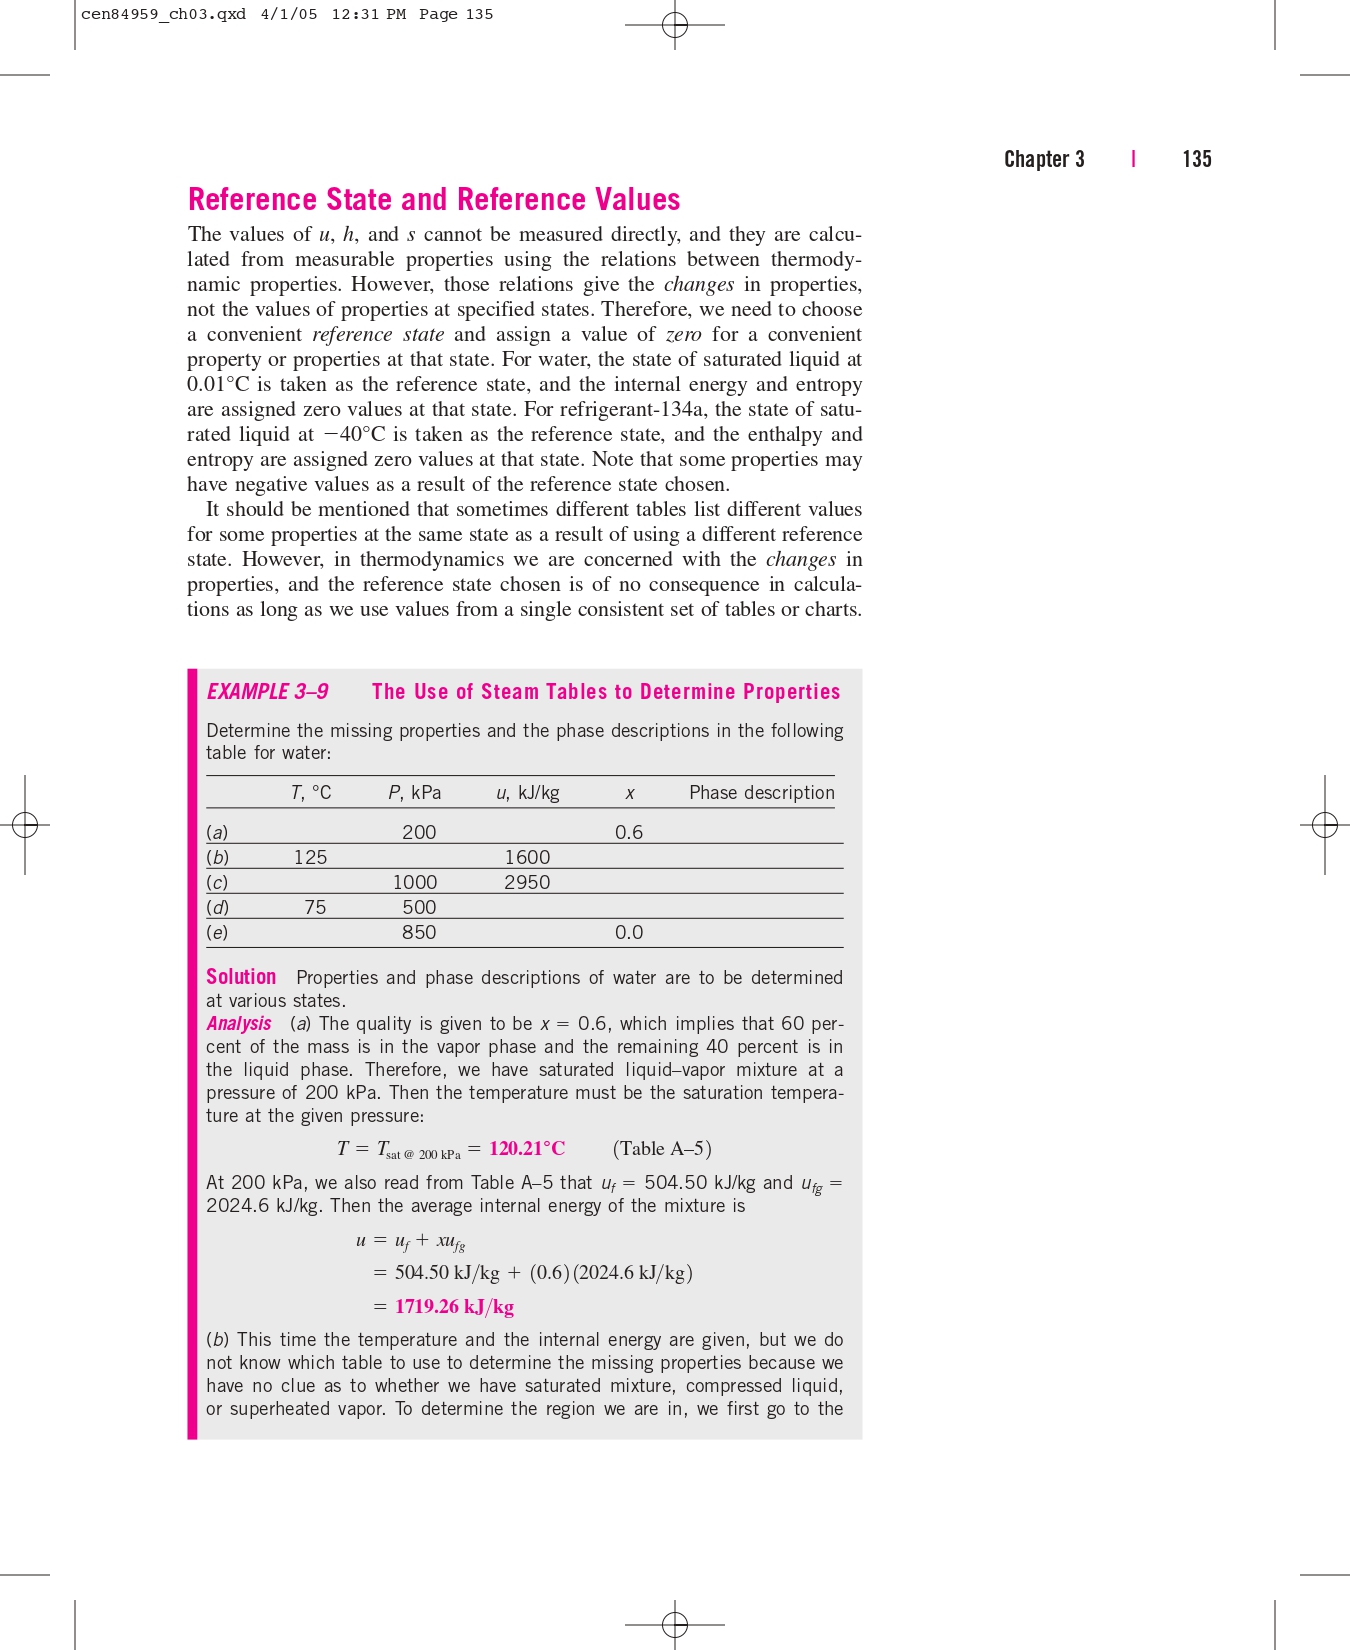 cen84959_ch03.qxd 4/1/05 12:31 PM Page 135
Chapter 3 | 135
Reference State and Reference Values
The values of u, h, and s cannot be measured directly, and they are calcu-
lated from measurable properties using the relations between thermody-
namic properties. However, those relations give the changes in properties,
not the values of properties at specified states. Therefore, we need to choose
a convenient reference state and assign a value of zero for a convenient
property or properties at that state. For water, the state of saturated liquid at
0.01°C is taken as the reference state, and the internal energy and entropy
are assigned zero values at that state. For refrigerant-134a, the state of satu-
rated liquid at −40°C is taken as the reference state, and the enthalpy and
entropy are assigned zero values at that state. Note that some properties may
have negative values as a result of the reference state chosen.
It should be mentioned that sometimes different tables list different values
for some properties at the same state as a result of using a different reference
state. However, in thermodynamics we are concerned with the changes in
properties, and the reference state chosen is of no consequence in calcula-
tions as long as we use values from a single consistent set of tables or charts.
EXAMPLE 3–9 The Use of Steam Tables to Determine Properties
Determine the missing properties and the phase descriptions in the following
table for water:
T, °C P, kPa u, kJ/kg x Phase description
(a) 200 0.6
(b) 125 1600
(c) 1000 2950
(d) 75 500
(e) 850 0.0
Solution Properties and phase descriptions of water are to be determined
at various states.
Analysis (a) The quality is given to be x = 0.6, which implies that 60 per-
cent of the mass is in the vapor phase and the remaining 40 percent is in
the liquid phase. Therefore, we have saturated liquid–vapor mixture at a
pressure of 200 kPa. Then the temperature must be the saturation tempera-
ture at the given pressure:
T = Tsat @ 200 kPa = 120.21°C (Table A–5)
At 200 kPa, we also read from Table A–5 that uf = 504.50 kJ/kg and ufg =
2024.6 kJ/kg. Then the average internal energy of the mixture is
u = uf + xufg
= 504.50 kJ/kg + (0.6)(2024.6 kJ/kg)
= 1719.26 kJ/kg
(b) This time the temperature and the internal energy are given, but we do
not know which table to use to determine the missing properties because we
have no clue as to whether we have saturated mixture, compressed liquid,
or superheated vapor. To determine the region we are in, we first go to the